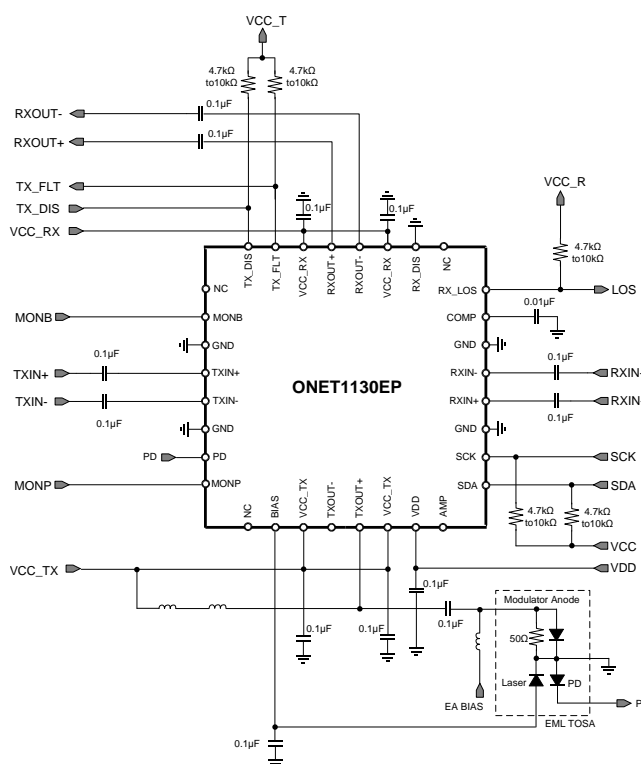 VCC_T
4.7kΩ
to10kΩ
4.7kΩ
to10kΩ
0.1µF
RXOUT-
0.1µF
RXOUT+
TX_FLT
TX_DIS
VCC_RX
0.1µF
0.1µF
VCC_R
4.7kΩ
to10kΩ
TX_DIS
TX_FLT
VCC_RX
RXOUT+
RXOUT-
VCC_RX
RX_DIS
NC
NC
RX_LOS
LOS
MONB
MONB
COMP
0.01µF
GND
GND
0.1µF
TXIN+
TXIN+
RXIN-
0.1µF
RXIN-
ONET1130EP
0.1µF
TXIN-
TXIN-
RXIN+
0.1µF
RXIN
GND
GND
PD
PD
SCK
SCK
MONP
MONP
SDA
SDA
NC
BIAS
VCC_TX
TXOUT-
TXOUT+
VCC_TX
VDD
AMP
4.7kΩ
to10kΩ
4.7kΩ
to10kΩ
VCC
VCC_TX
VDD
0.1µF
Modulator Anode
0.1µF
0.1µF
0.1µF
50Ω
Laser
PD
EA BIAS
P
0.1µF
EML TOSA